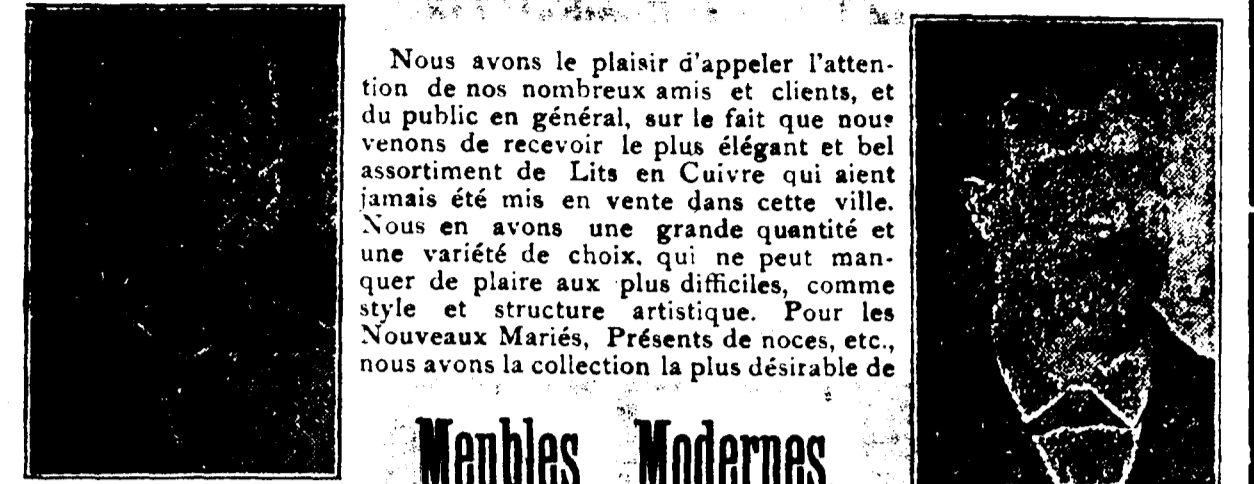 Nous avons le plaisir d'appeler l'atten-
tion de nos nombreux amis et clients, et
du public en général, sur le fait que nous
venons de recevoir le plus élégant et bel
assortiment de Lits en Cuivre qui aient
jamais été mis en vente dans cette ville.
Nous en avons une grande quantité et
une variété de choix, qui ne peut man-
quer de plaire aux plus difficiles, comme
style et structure artistique. Pour les
Nouveaux Mariés, Présents de noces, etc.,
nous avons la collection la plus désirable de
Meubles Modernes